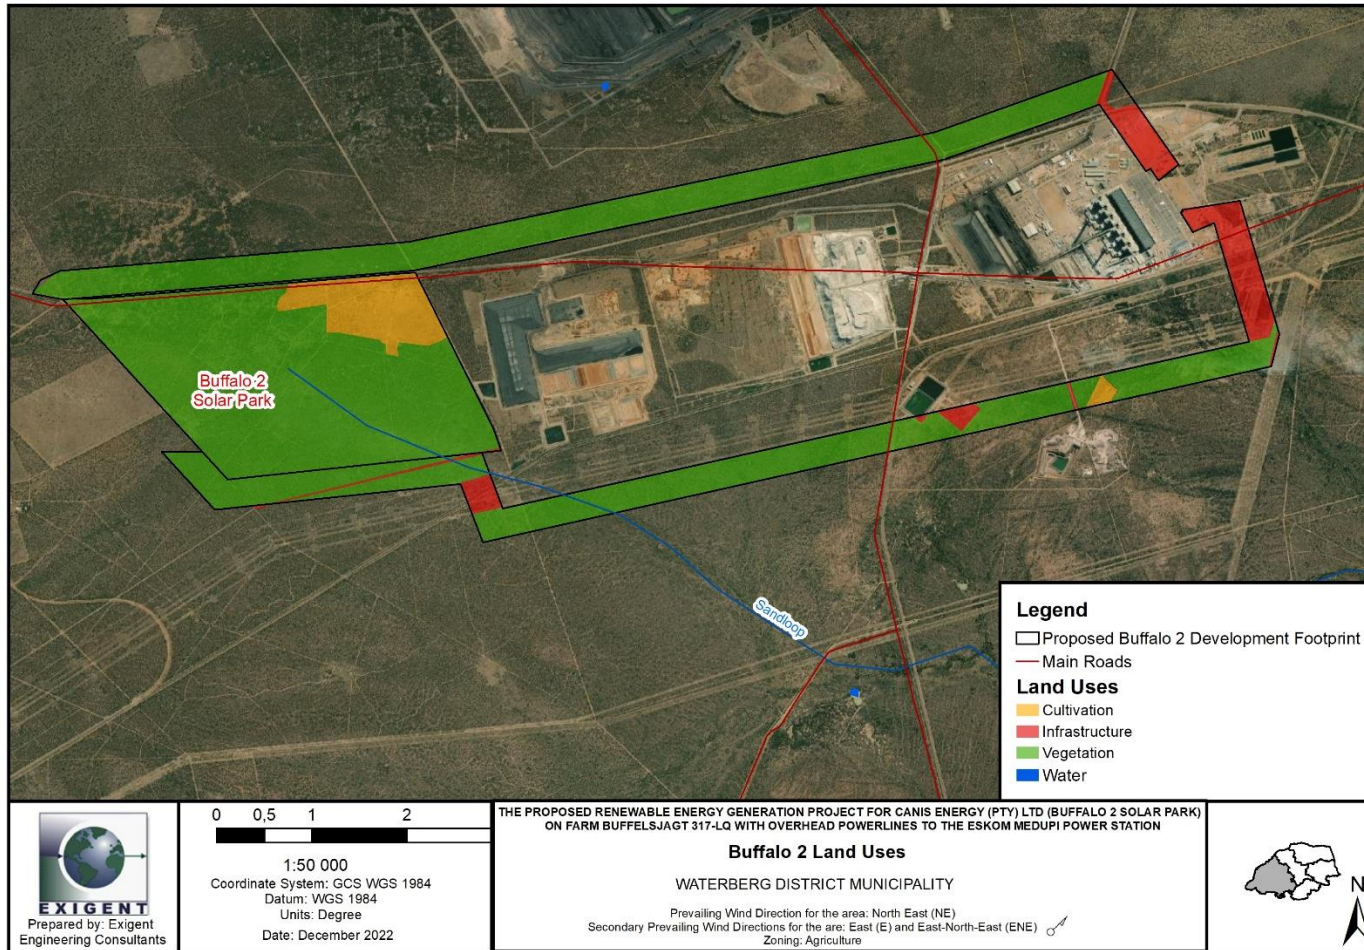 Buffalo 2
Solar Park
Sandloop
Legend
Proposed Buffalo 2 Development Footprint
Main Roads
Land Uses
Cultivation
Infrastructure
Vegetation
Water
EXIGENT
Prepared by: Exigent
Engineering Consultants
0 0,5 1 2
1:50 000
Coordinate System: GCS WGS 1984
Datum: WGS 1984
Units: Degree
Date: December 2022
THE PROPOSED RENEWABLE ENERGY GENERATION PROJECT FOR CANIS ENERGY (PTY) LTD (BUFFALO 2 SOLAR PARK)
ON FARM BUFFELSJAGT 317-LQ WITH OVERHEAD POWERLINES TO THE ESKOM MEDUPI POWER STATION
Buffalo 2 Land Uses
WATERBERG DISTRICT MUNICIPALITY
Prevailing Wind Direction for the area: North East (NE)
Secondary Prevailing Wind Directions for the are: East (E) and East-North-East (ENE)
Zoning: Agriculture
N